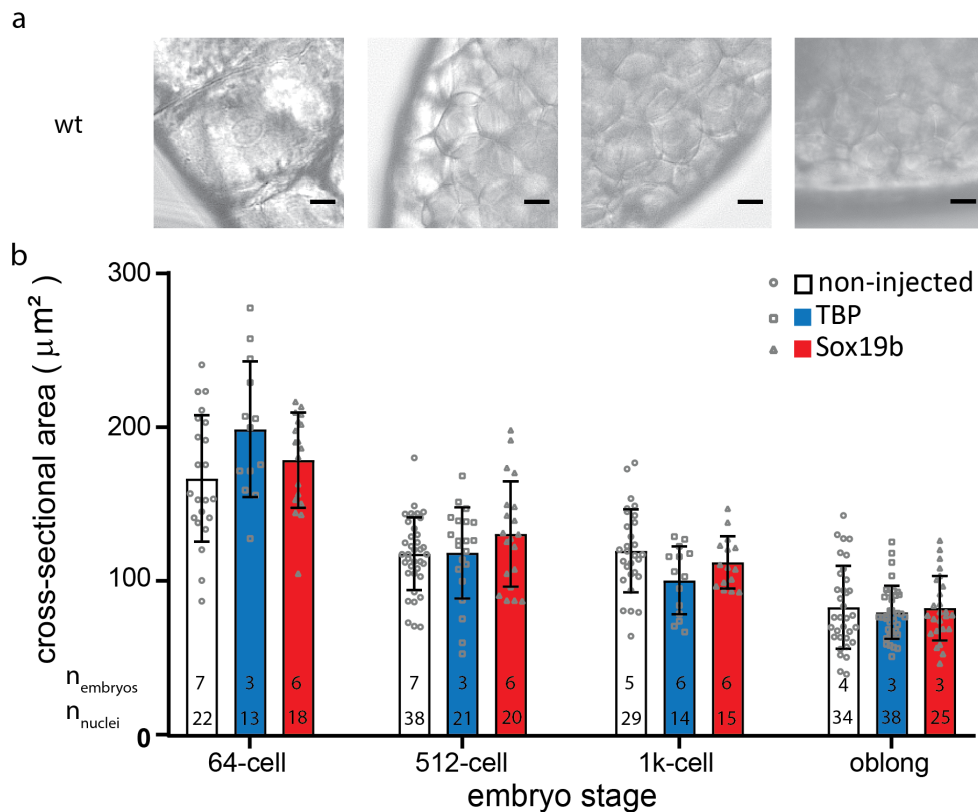 a
wt
b
300
200
100
0
cross-sectional area ( μm² )
non-injected
TBP
Sox19b
n embryos 7 3 6 7 3 6 5 6 6 4 3 3
n nuclei 22 13 18 38 21 20 29 14 15 34 38 25
64-cell 512-cell 1k-cell oblong
embryo stage